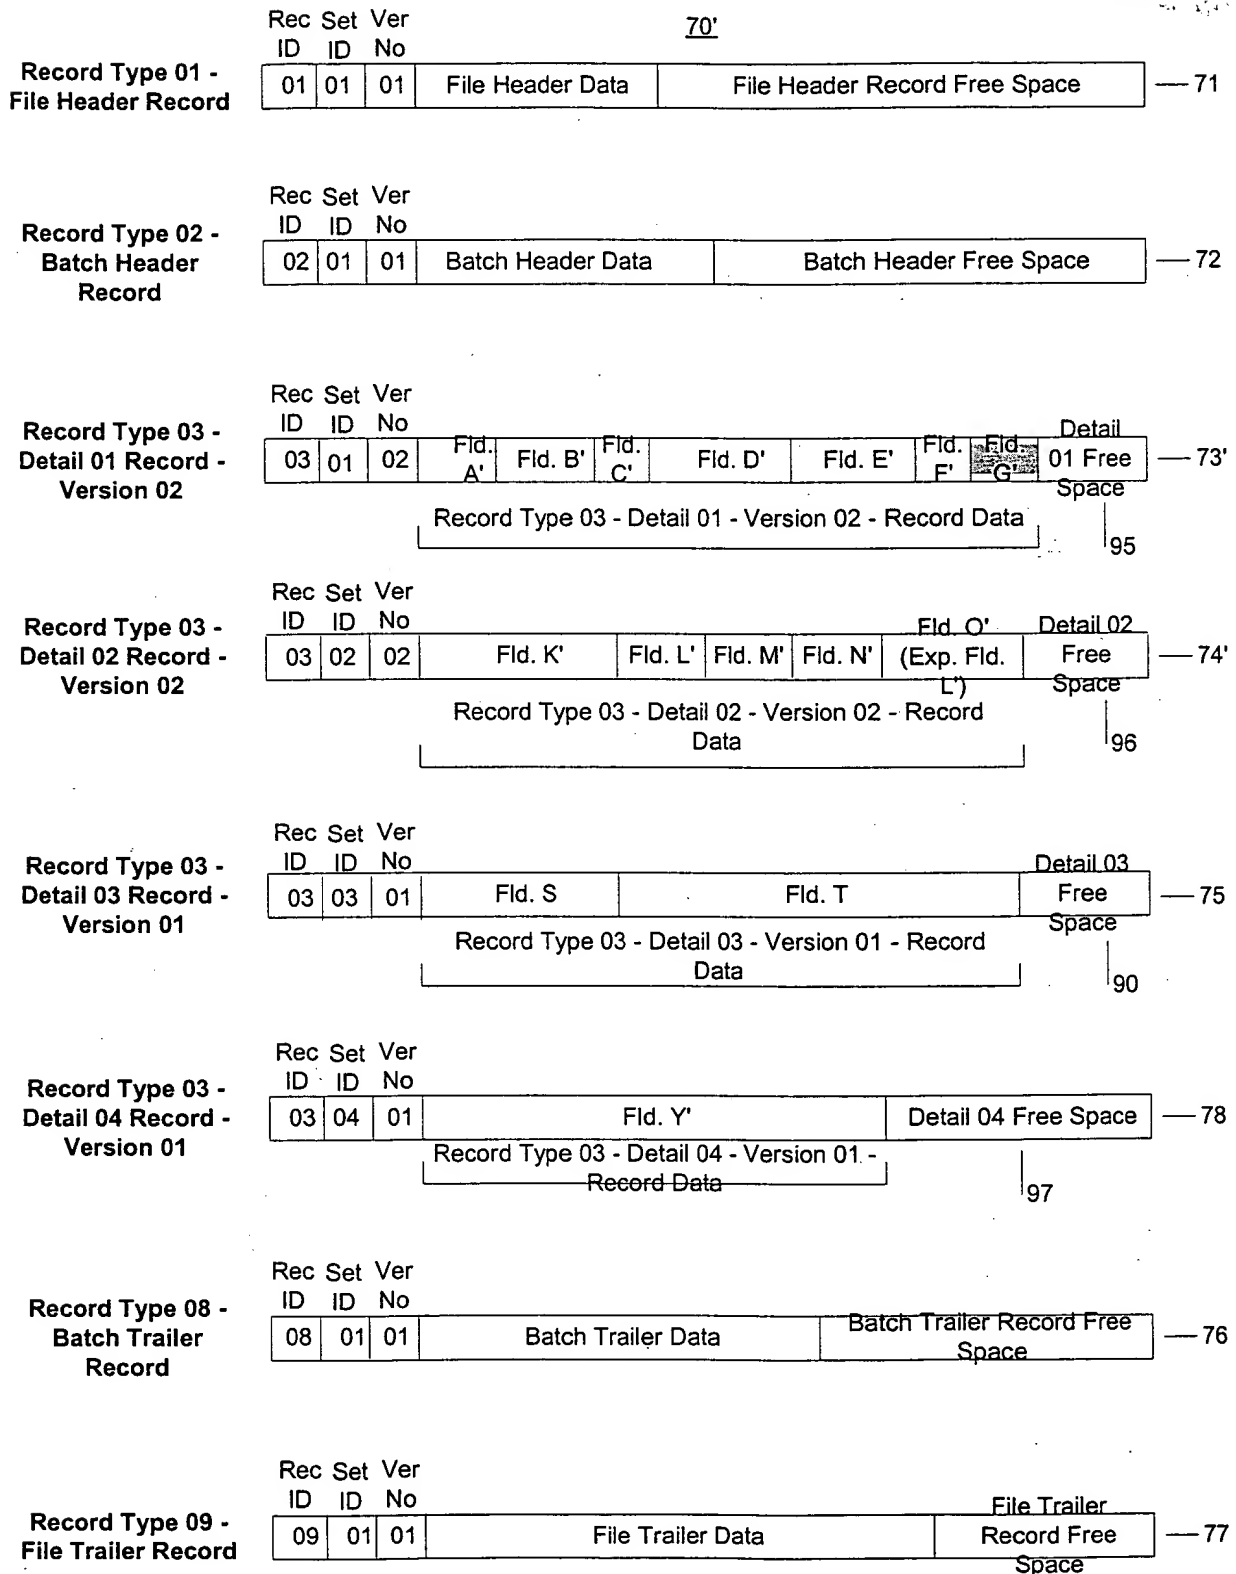 70'
Rec Set Ver
ID ID No
Record Type 01 -
File Header Record
01 01 01 File Header Data File Header Record Free Space 71
Rec Set Ver
ID ID No
Record Type 02 -
Batch Header
Record
02 01 01 Batch Header Data Batch Header Free Space 72
Rec Set Ver
ID ID No
Record Type 03 -
Detail 01 Record -
Version 02
03 01 02 Fld. A' Fld. B' Fld. C' Fld. D' Fld. E' Fld. F' Fld. G' Detail 01 Free Space 73'
Record Type 03 - Detail 01 - Version 02 - Record Data
95
Rec Set Ver
ID ID No
Record Type 03 -
Detail 02 Record -
Version 02
03 02 02 Fld. K' Fld. L' Fld. M' Fld. N' Fld. O' (Exp. Fld. L') Detail 02 Free Space 74'
Record Type 03 - Detail 02 - Version 02 - Record
Data
96
Rec Set Ver
ID ID No
Record Type 03 -
Detail 03 Record -
Version 01
03 03 01 Fld. S Fld. T Detail 03 Free Space 75
Record Type 03 - Detail 03 - Version 01 - Record
Data
90
Rec Set Ver
ID ID No
Record Type 03 -
Detail 04 Record -
Version 01
03 04 01 Fld. Y' Detail 04 Free Space 78
Record Type 03 - Detail 04 - Version 01 -
Record Data
97
Rec Set Ver
ID ID No
Record Type 08 -
Batch Trailer
Record
08 01 01 Batch Trailer Data Batch Trailer Record Free Space 76
Rec Set Ver
ID ID No
Record Type 09 -
File Trailer Record
09 01 01 File Trailer Data File Trailer Record Free Space 77